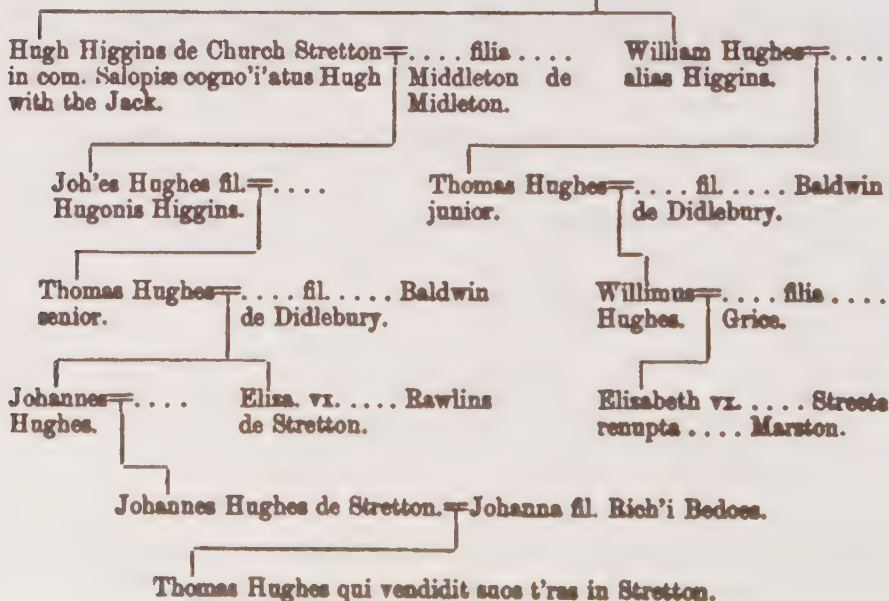 Hugh Higgins de Church Stretton=.... filia .... William Hughes=....
in com. Salopiæ cogno'i'atus Hugh Middleton de alias Higgins.
with the Jack. Midleton.
Joh'es Hughes fil.=.... Thomas Hughes=.... fil..... Baldwin
Hugonis Higgins. junior. de Didlebury.
Thomas Hughes=.... fil..... Baldwin Willimus=.... filia ....
senior. de Didlebury. Hughes. Grice.
Johannes=.... Eliza. vx. .... Rawlins Elizabeth vx. .... Streete
Hughes. de Stretton. renupta .... Marston.
Johannes Hughes de Stretton.=Johanna fil. Rich'i Bedoes.
Thomas Hughes qui vendidit suos t'ras in Stretton.